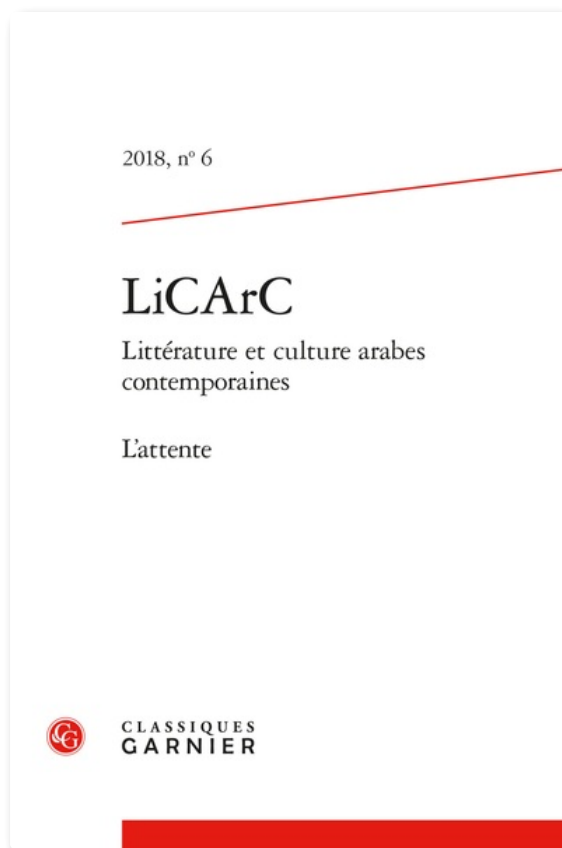 2018, nº 6
LiCArC
Littérature et culture arabes
contemporaines
L'attente
CG
CLASSIQUES
GARNIER